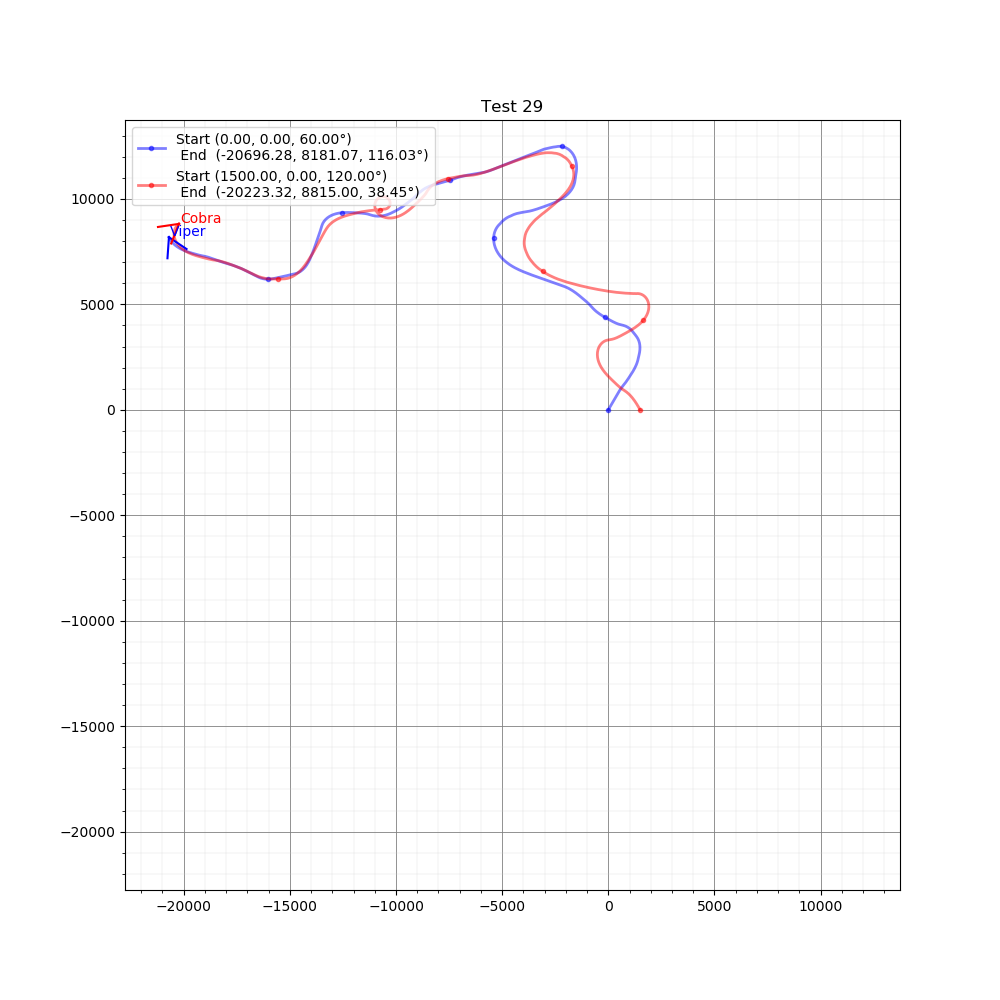 Test 29
Start (0.00, 0.00, 60.00°)
End  (-20696.28, 8181.07, 116.03°)
Start (1500.00, 0.00, 120.00°)
End  (-20223.32, 8815.00, 38.45°)
Cobra
Viper
10000
5000
0
−5000
−10000
−15000
−20000
−20000 −15000 −10000 −5000 0 5000 10000